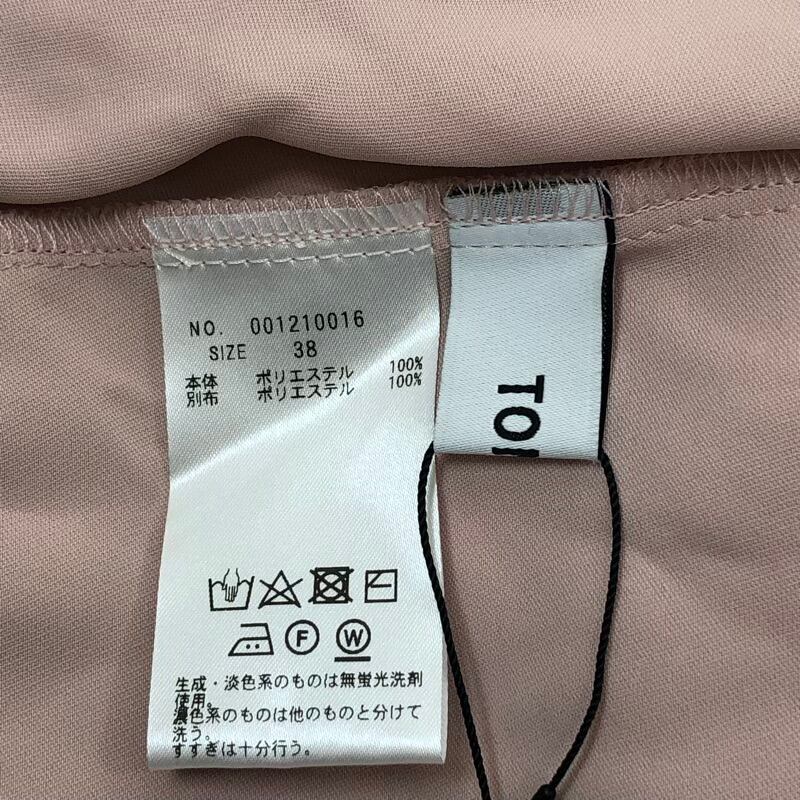 NO. 001210016
SIZE 38
本体 ポリエステル 100%
別布 ポリエステル 100%
F
W
生成・淡色系のものは無蛍光洗剤
使用。
濃色系のものは他のものと分けて
洗う。
すすぎは十分行う。
TO